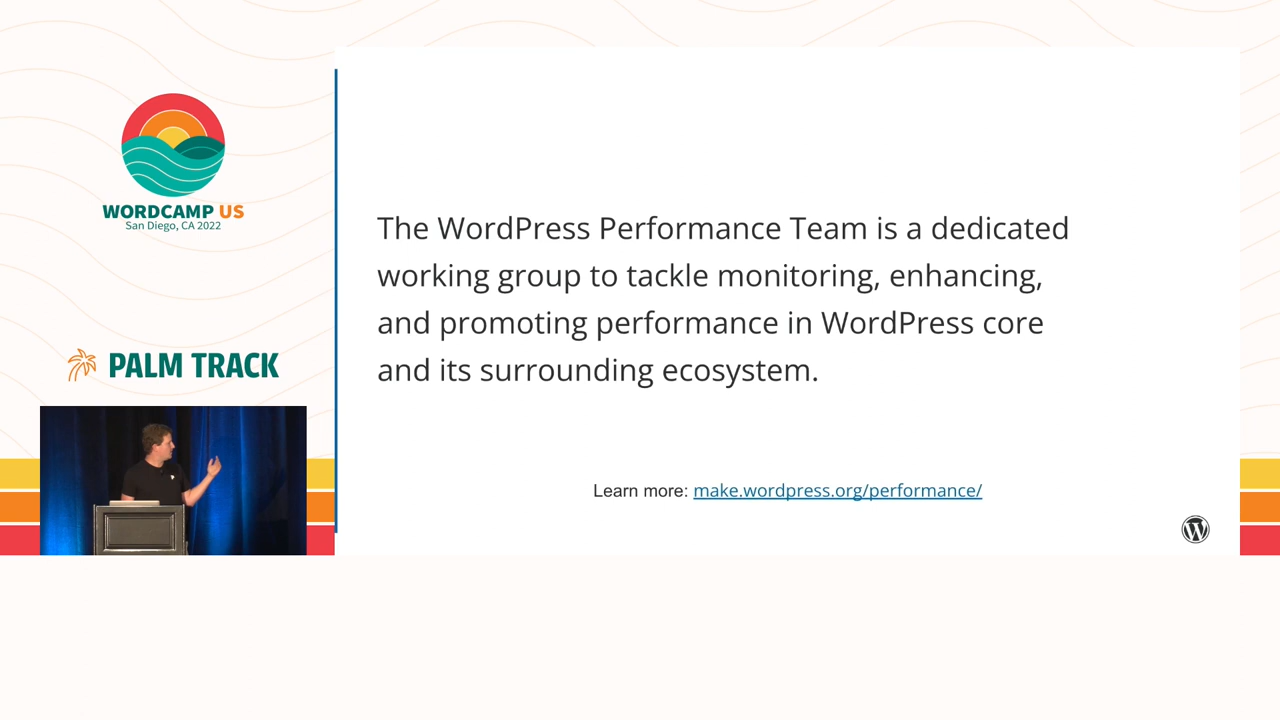 WORDCAMP US
San Diego, CA 2022
PALM TRACK
The WordPress Performance Team is a dedicated
working group to tackle monitoring, enhancing,
and promoting performance in WordPress core
and its surrounding ecosystem.
Learn more: make.wordpress.org/performance/